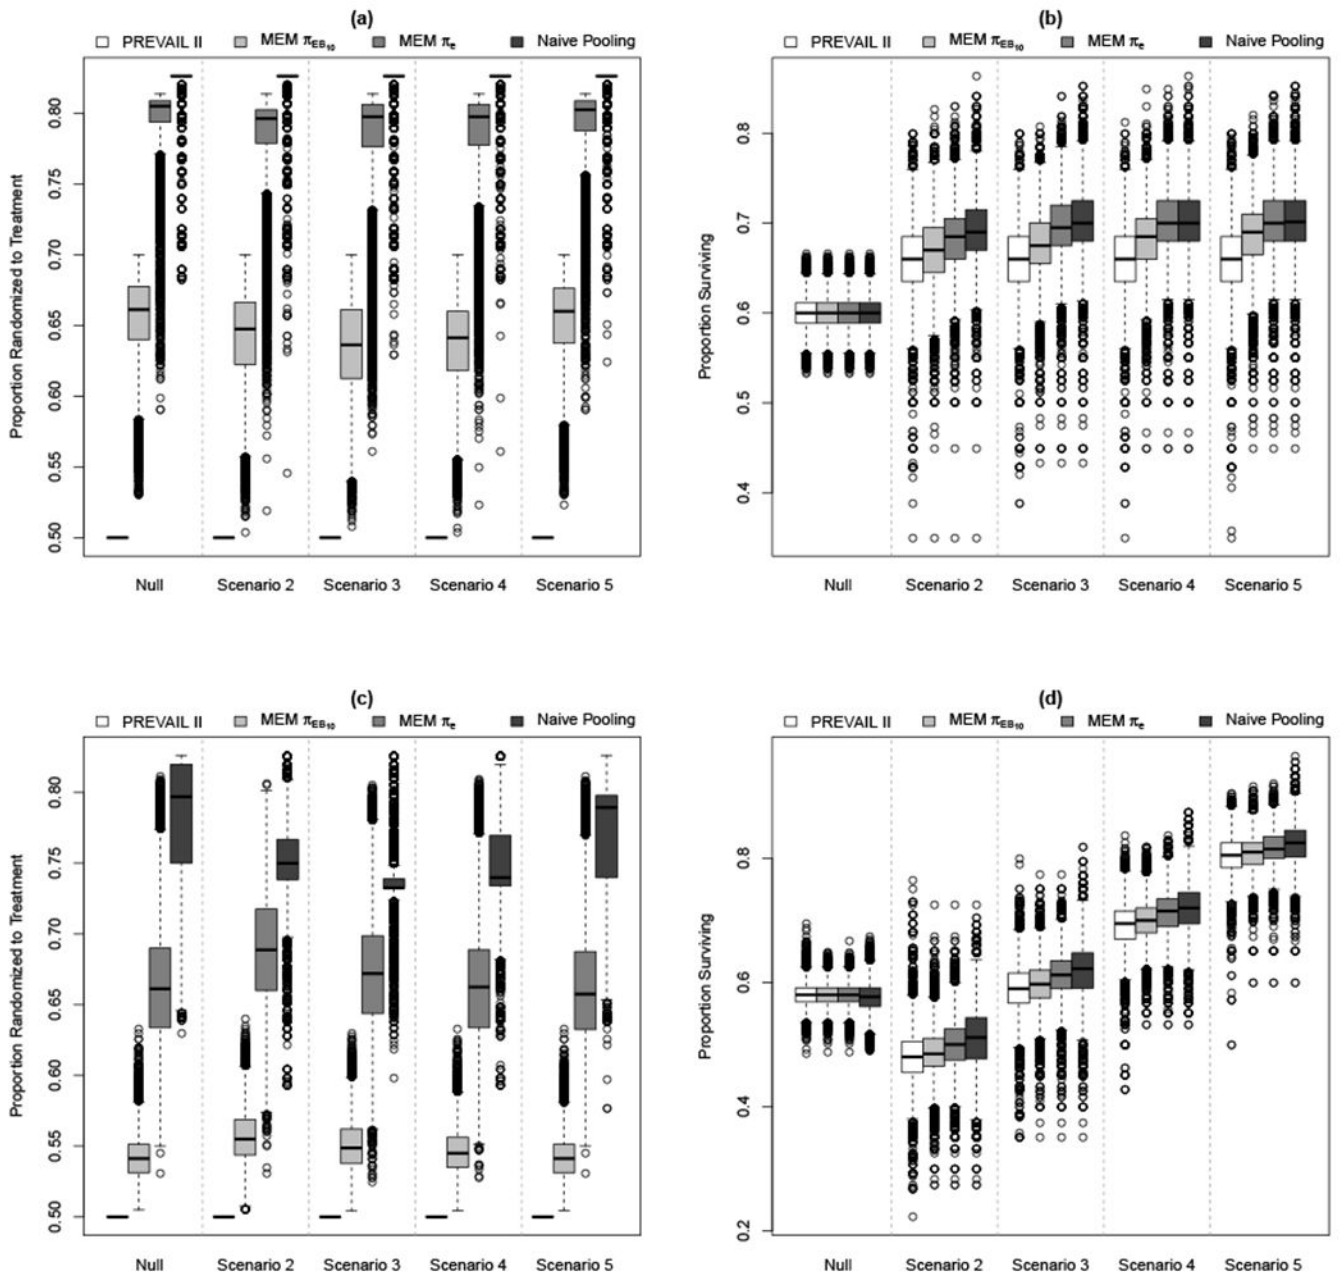 (a)
PREVAIL II MEM πEB10 MEM πe Naive Pooling
Proportion Randomized to Treatment
0.80
0.75
0.70
0.65
0.60
0.55
0.50
Null Scenario 2 Scenario 3 Scenario 4 Scenario 5
(b)
PREVAIL II MEM πEB10 MEM πe Naive Pooling
Proportion Surviving
0.8
0.7
0.6
0.5
0.4
Null Scenario 2 Scenario 3 Scenario 4 Scenario 5
(c)
PREVAIL II MEM πEB10 MEM πe Naive Pooling
Proportion Randomized to Treatment
0.80
0.75
0.70
0.65
0.60
0.55
0.50
Null Scenario 2 Scenario 3 Scenario 4 Scenario 5
(d)
PREVAIL II MEM πEB10 MEM πe Naive Pooling
Proportion Surviving
0.8
0.6
0.4
0.2
Null Scenario 2 Scenario 3 Scenario 4 Scenario 5